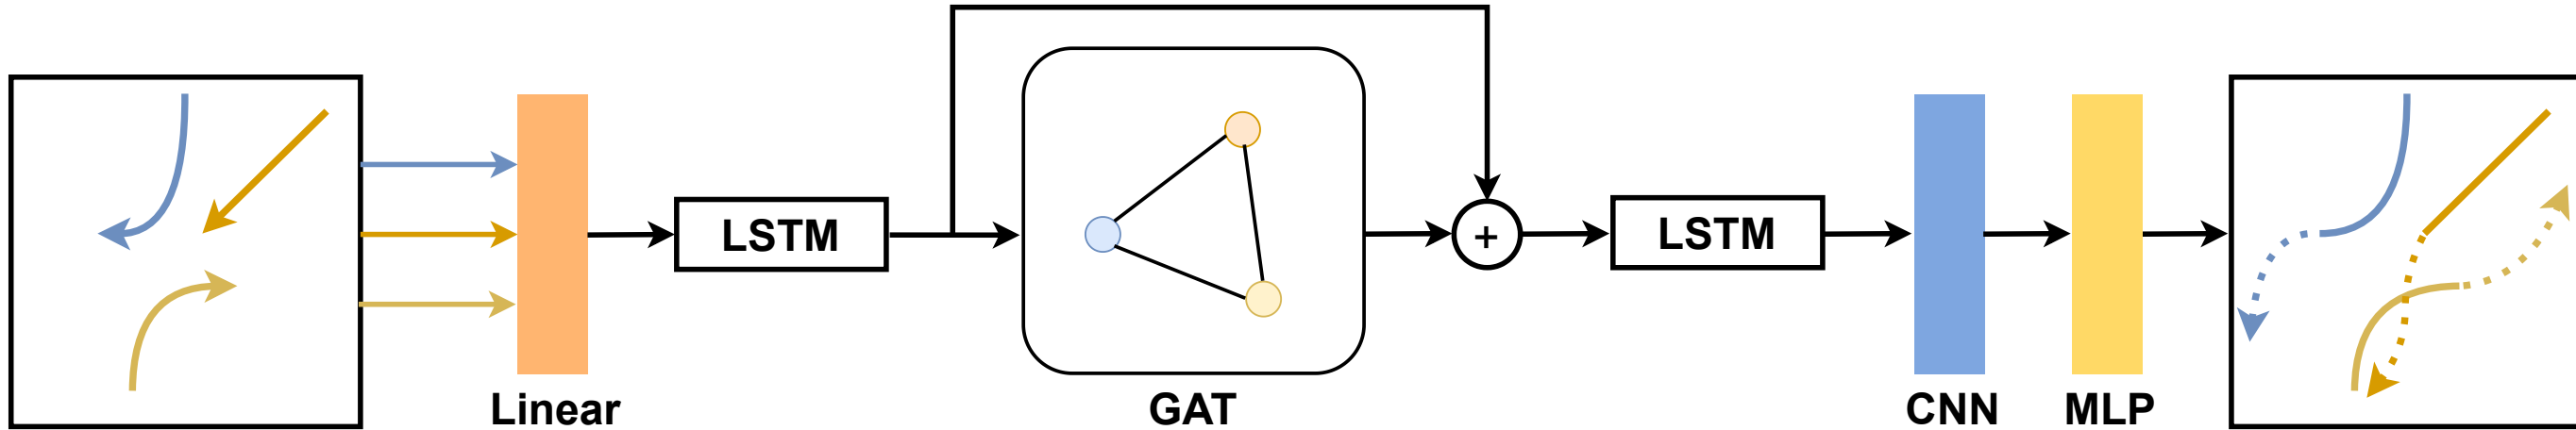 Linear
LSTM
GAT
+
LSTM
CNN
MLP